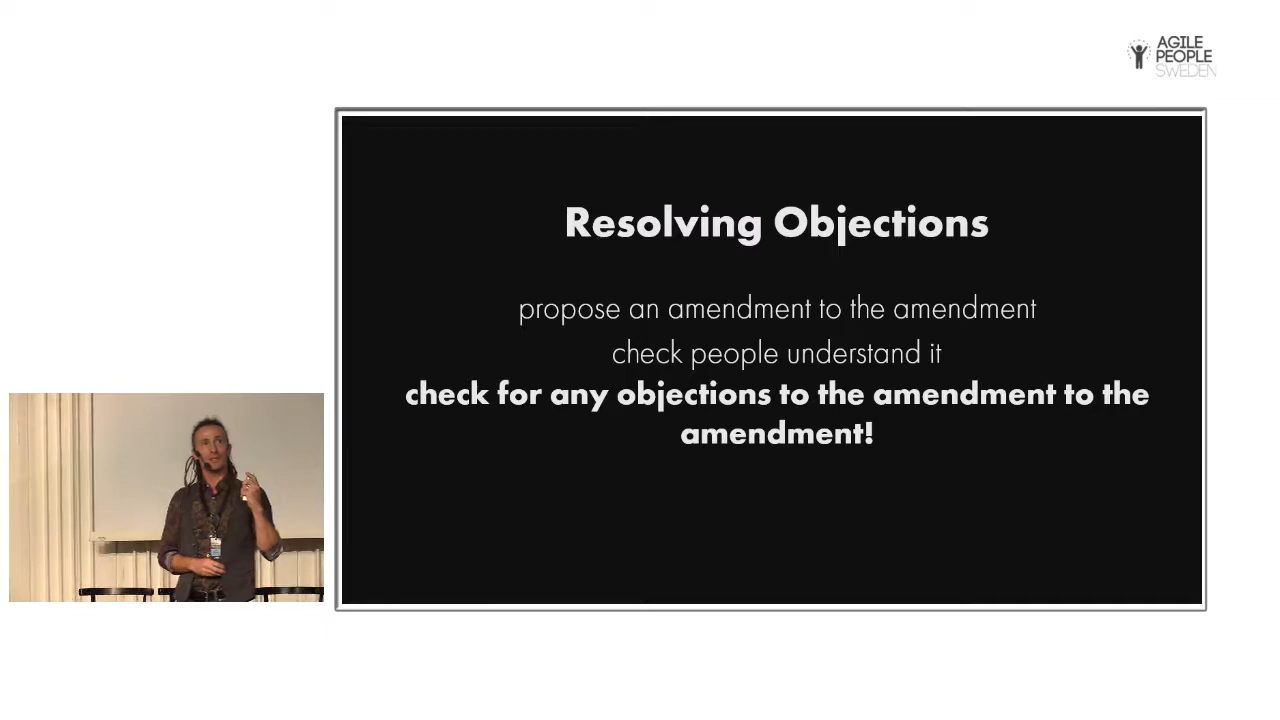 AGILE
PEOPLE
SWEDEN
Resolving Objections
propose an amendment to the amendment
check people understand it
check for any objections to the amendment to the
amendment!